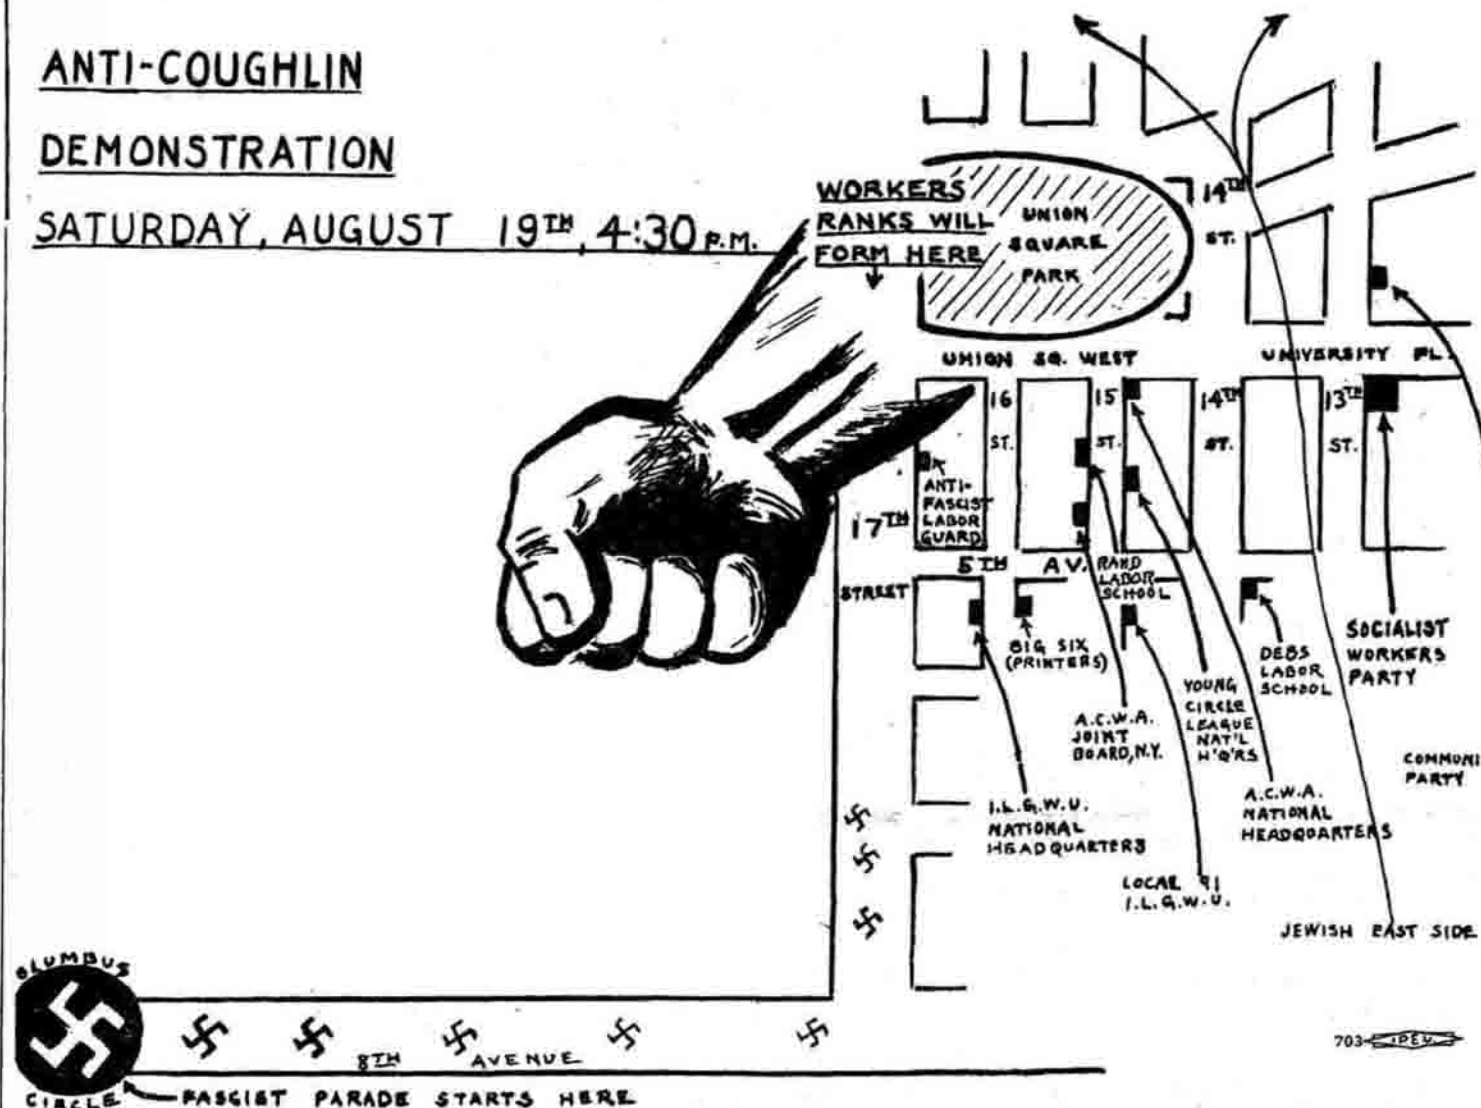 ANTI-COUGHLIN
DEMONSTRATION
SATURDAY, AUGUST 19TH, 4:30 P.M.
WORKERS
RANKS WILL
FORM HERE
UNION
SQUARE
PARK
14TH
ST.
UNION SQ. WEST
UNIVERSITY PL.
16
ST.
15
ST.
14TH
ST.
13TH
ST.
ANTI-
FASCIST
LABOR
GUARD
17TH
STREET
5TH AV.
RAND
LABOR
SCHOOL
BIG SIX
(PRINTERS)
DEBS
LABOR
SCHOOL
SOCIALIST
WORKERS
PARTY
YOUNG
CIRCLE
LEAGUE
NAT'L
H'Q'RS
A.C.W.A.
JOINT
BOARD, N.Y.
COMMUNI
PARTY
I.L.G.W.U.
NATIONAL
HEADQUARTERS
A.C.W.A.
NATIONAL
HEADQUARTERS
LOCAL 91
I.L.G.W.U.
JEWISH EAST SIDE
OLUMBUS
CIRCLE
8TH AVENUE
FASCIST PARADE STARTS HERE
703